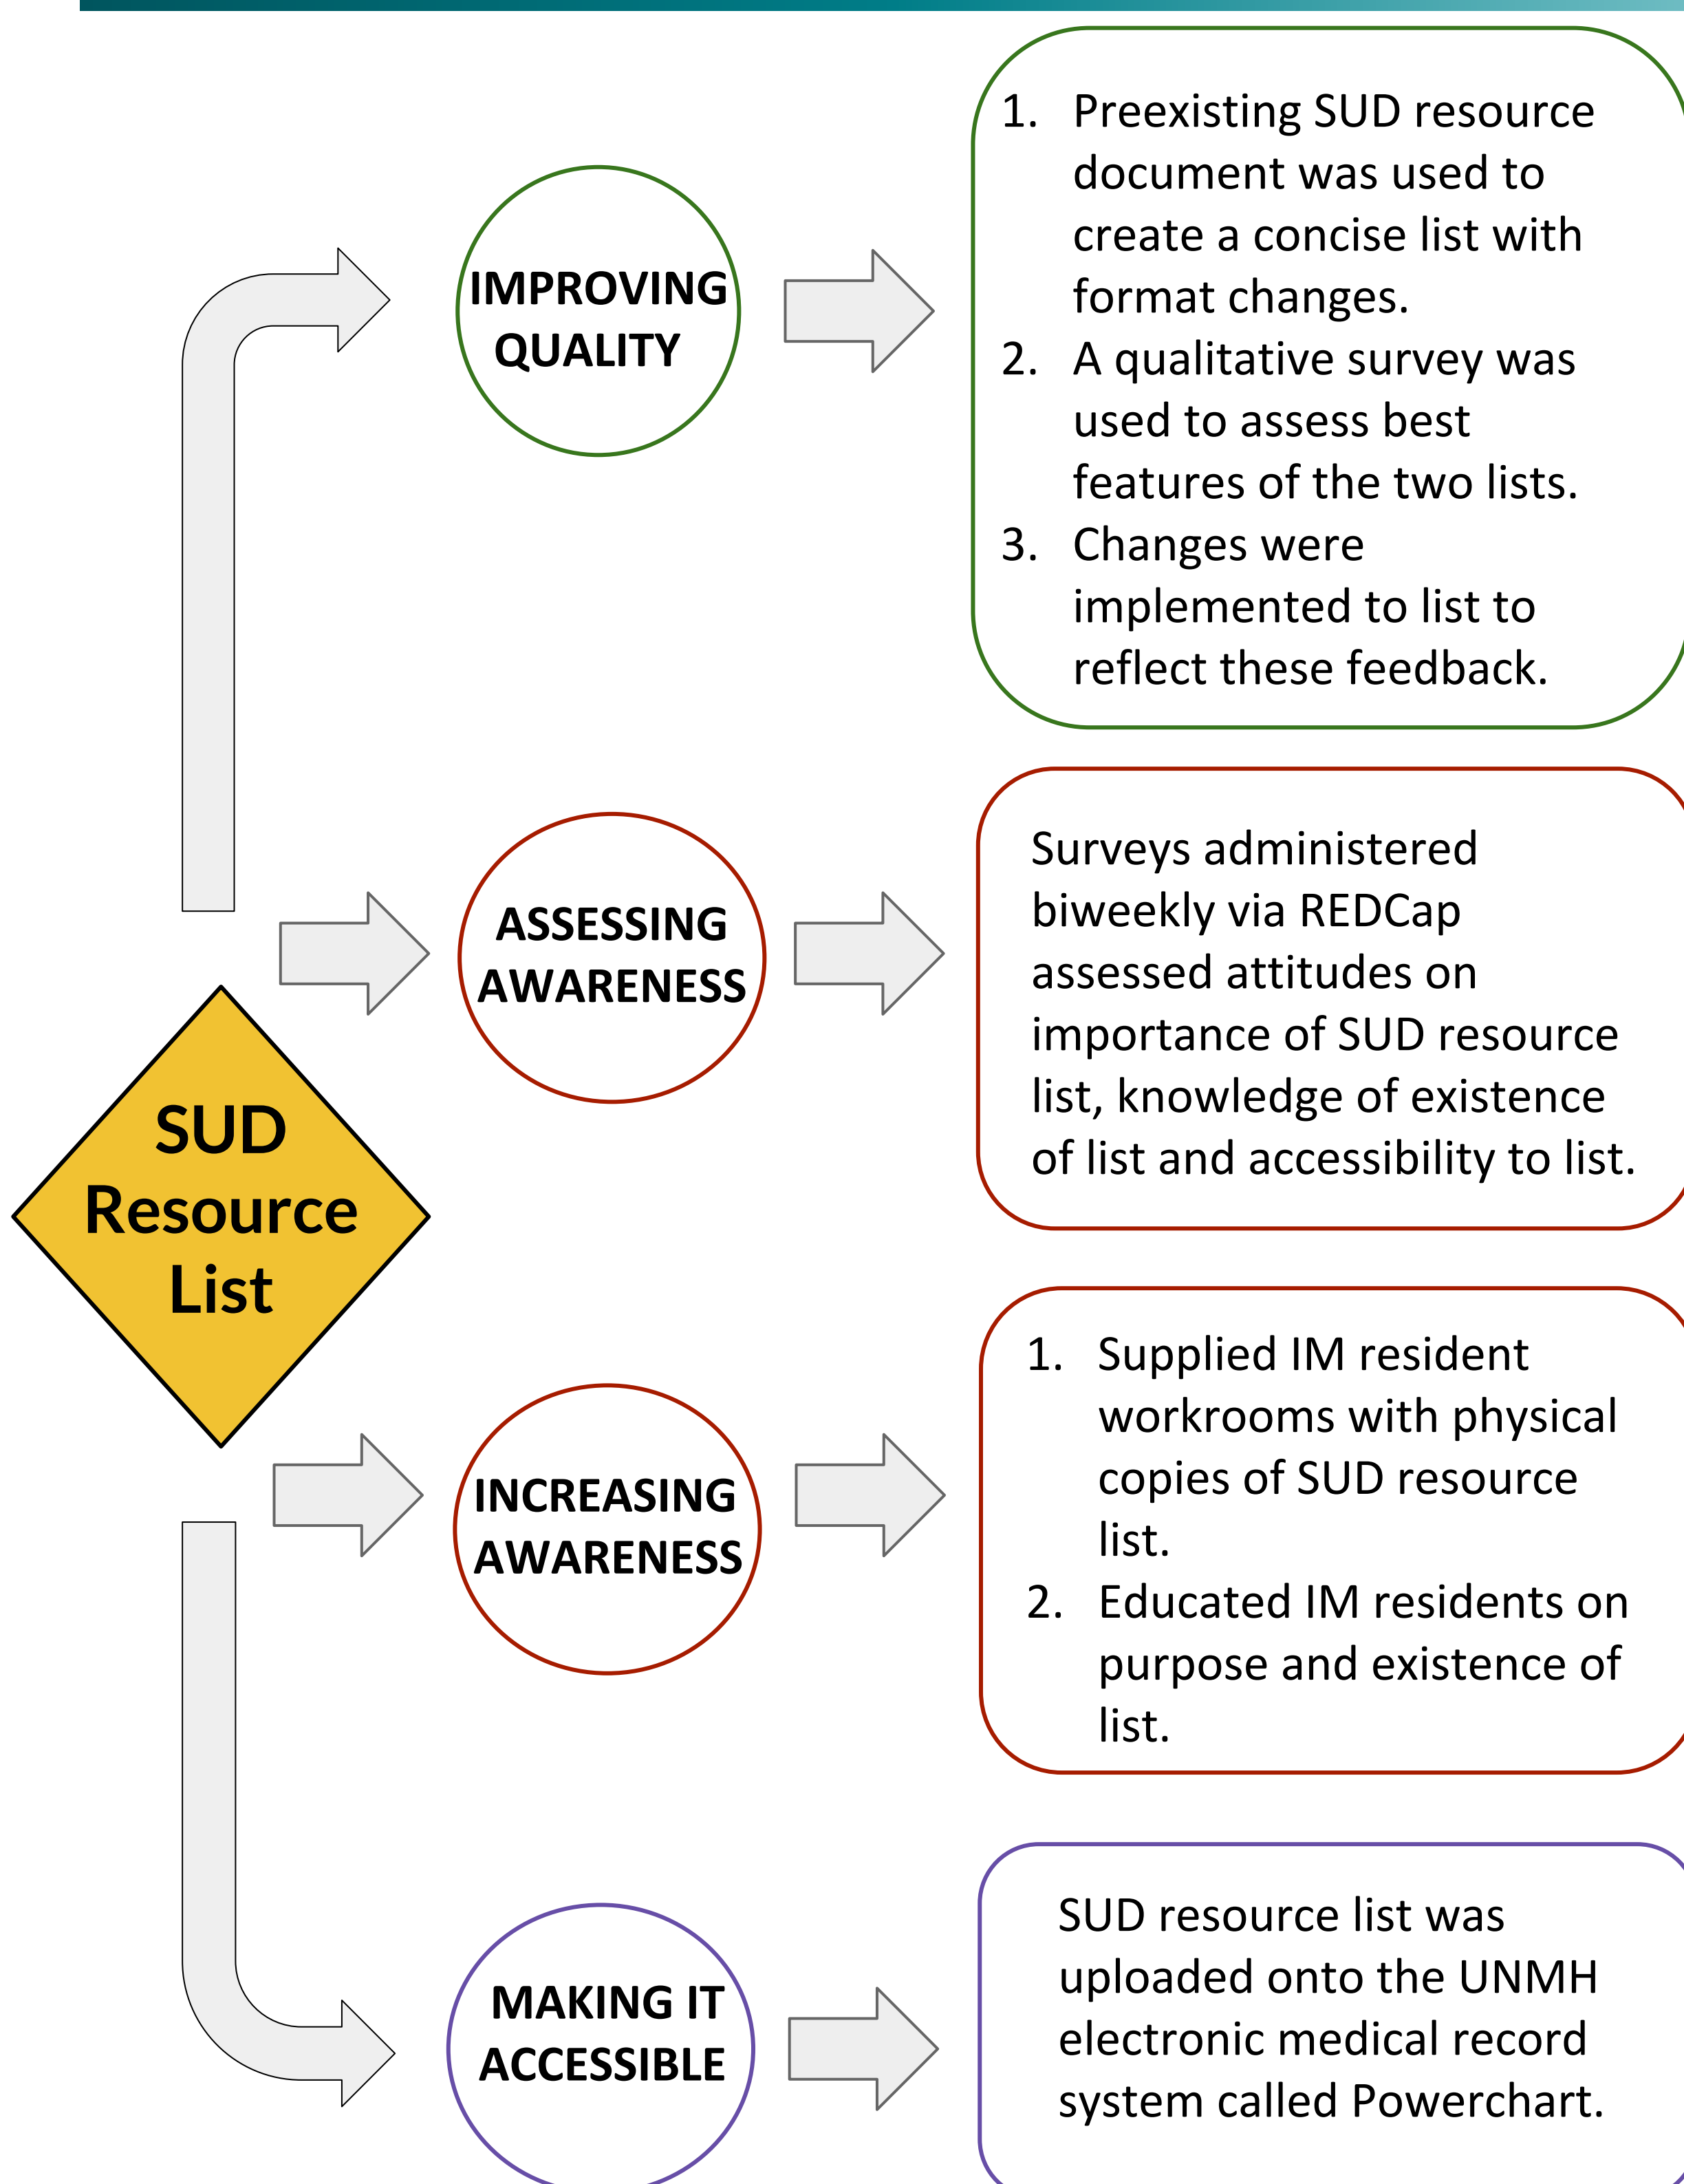 IMPROVING
QUALITY
1. Preexisting SUD resource
document was used to
create a concise list with
format changes.
2. A qualitative survey was
used to assess best
features of the two lists.
3. Changes were
implemented to list to
reflect these feedback.
ASSESSING
AWARENESS
Surveys administered
biweekly via REDCap
assessed attitudes on
importance of SUD resource
list, knowledge of existence
of list and accessibility to list.
SUD
Resource
List
INCREASING
AWARENESS
1. Supplied IM resident
workrooms with physical
copies of SUD resource
list.
2. Educated IM residents on
purpose and existence of
list.
MAKING IT
ACCESSIBLE
SUD resource list was
uploaded onto the UNMH
electronic medical record
system called Powerchart.